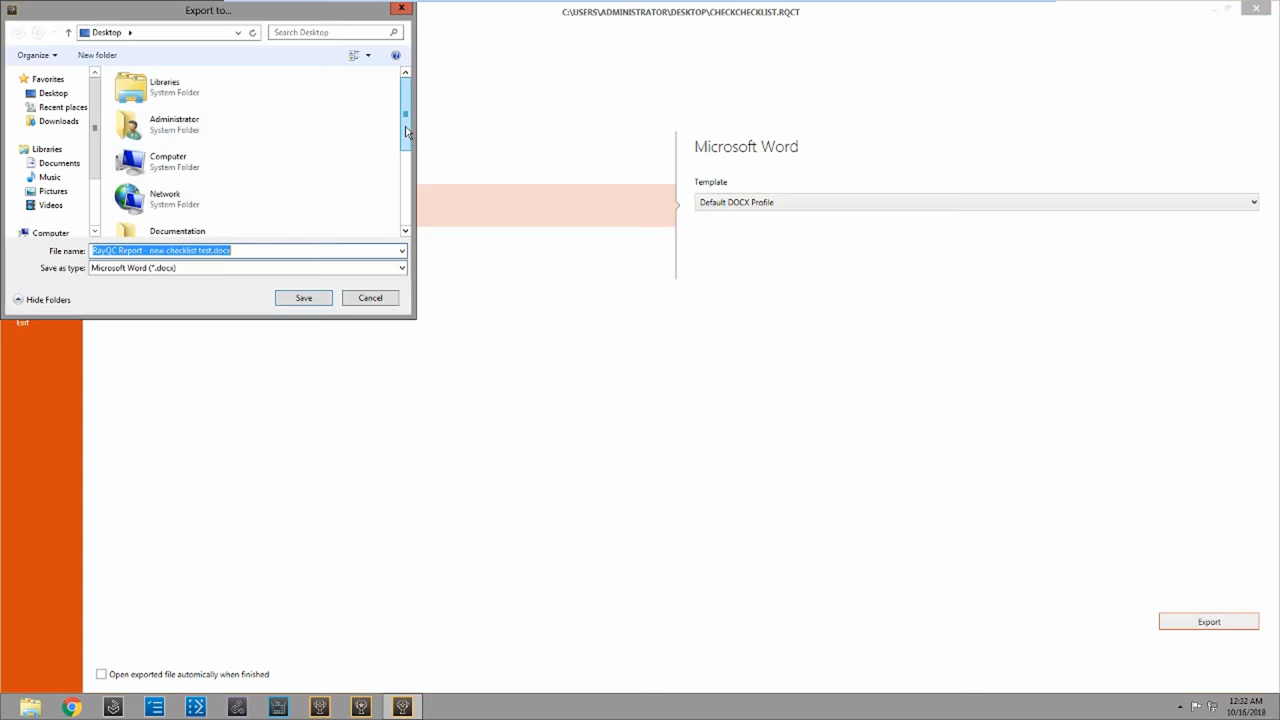 Export to...
C:\USERS\ADMINISTRATOR\DESKTOP\CHECKCHECKLIST.RQCT
Desktop
Search Desktop
Organize
New folder
Favorites
Desktop
Recent places
Downloads
Libraries
Documents
Music
Pictures
Videos
Computer
Libraries
System Folder
Administrator
System Folder
Computer
System Folder
Network
System Folder
Documentation
File name: RayQC Report - new checklist test.docx
Save as type: Microsoft Word (*.docx)
Hide Folders
Save
Cancel
Exit
Microsoft Word
Template
Default DOCX Profile
Export
Open exported file automically when finished
12:32 AM
10/16/2018